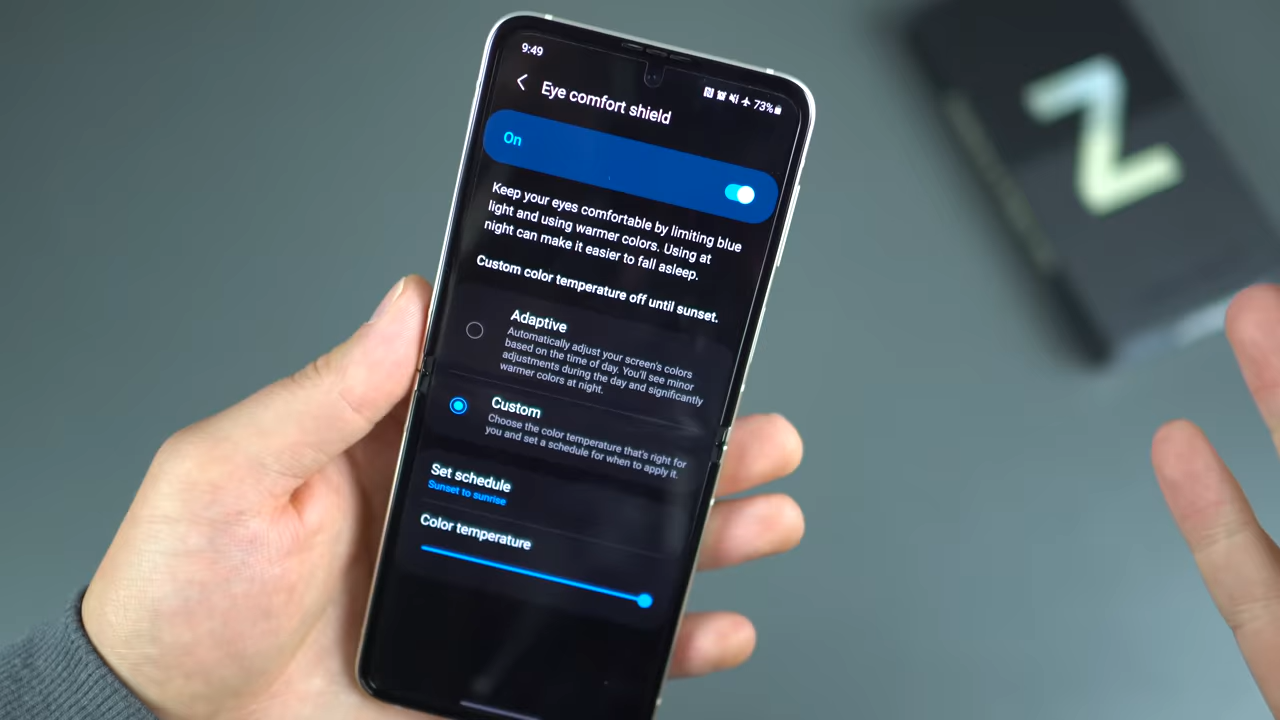 9:49
73%
Eye comfort shield
On
Keep your eyes comfortable by limiting blue
light and using warmer colors. Using at
night can make it easier to fall asleep.
Custom color temperature off until sunset.
Adaptive
Automatically adjust your screen's colors
based on the time of day. You'll see minor
adjustments during the day and significantly
warmer colors at night.
Custom
Choose the color temperature that's right for
you and set a schedule for when to apply it.
Set schedule
Sunset to sunrise
Color temperature
Z